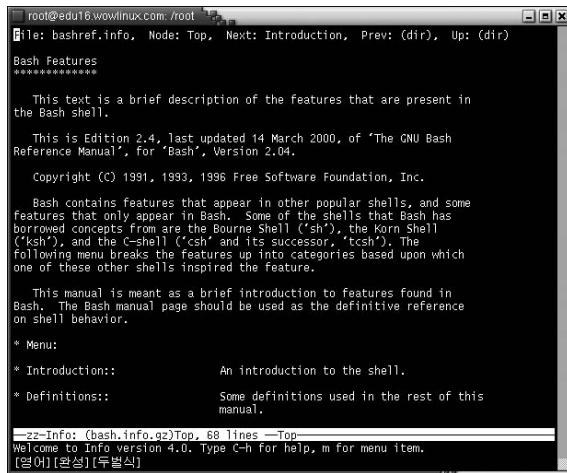 root@edu16.wowlinux.com: /root
File: bashref.info,  Node: Top,  Next: Introduction,  Prev: (dir),  Up: (dir)
Bash Features
*************
This text is a brief description of the features that are present in
the Bash shell.
This is Edition 2.4, last updated 14 March 2000, of `The GNU Bash
Reference Manual', for `Bash', Version 2.04.
Copyright (C) 1991, 1993, 1996 Free Software Foundation, Inc.
Bash contains features that appear in other popular shells, and some
features that only appear in Bash.  Some of the shells that Bash has
borrowed concepts from are the Bourne Shell (`sh'), the Korn Shell
(`ksh'), and the C-shell (`csh' and its successor, `tcsh'). The
following menu breaks the features up into categories based upon which
one of these other shells inspired the feature.
This manual is meant as a brief introduction to features found in
Bash.  The Bash manual page should be used as the definitive reference
on shell behavior.
* Menu:
* Introduction::                An introduction to the shell.
* Definitions::                 Some definitions used in the rest of this
manual.
--zz-Info: (bash.info.gz)Top, 68 lines --Top
Welcome to Info version 4.0. Type C-h for help, m for menu item.
[영어][완성][두벌식]